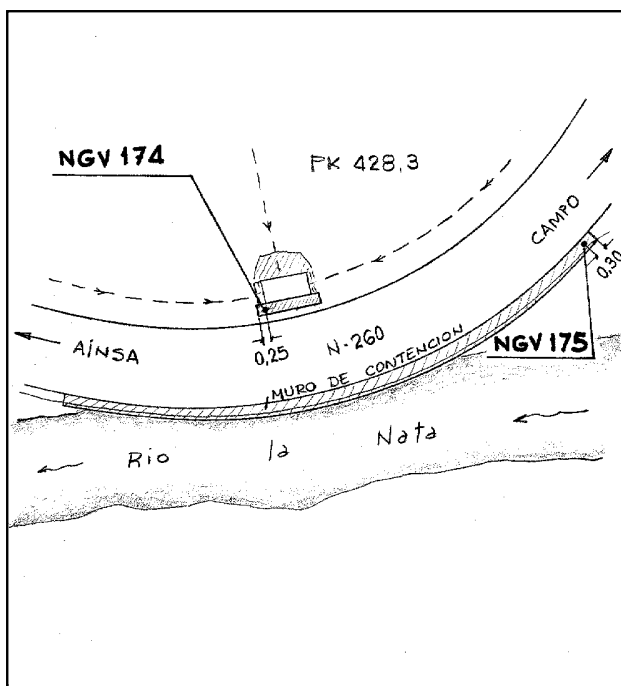 NGV 174
PK 428,3
CAMPO
0,30
AÍNSA
0,25
N-260
NGV 175
MURO DE CONTENCION
Rio la Nata